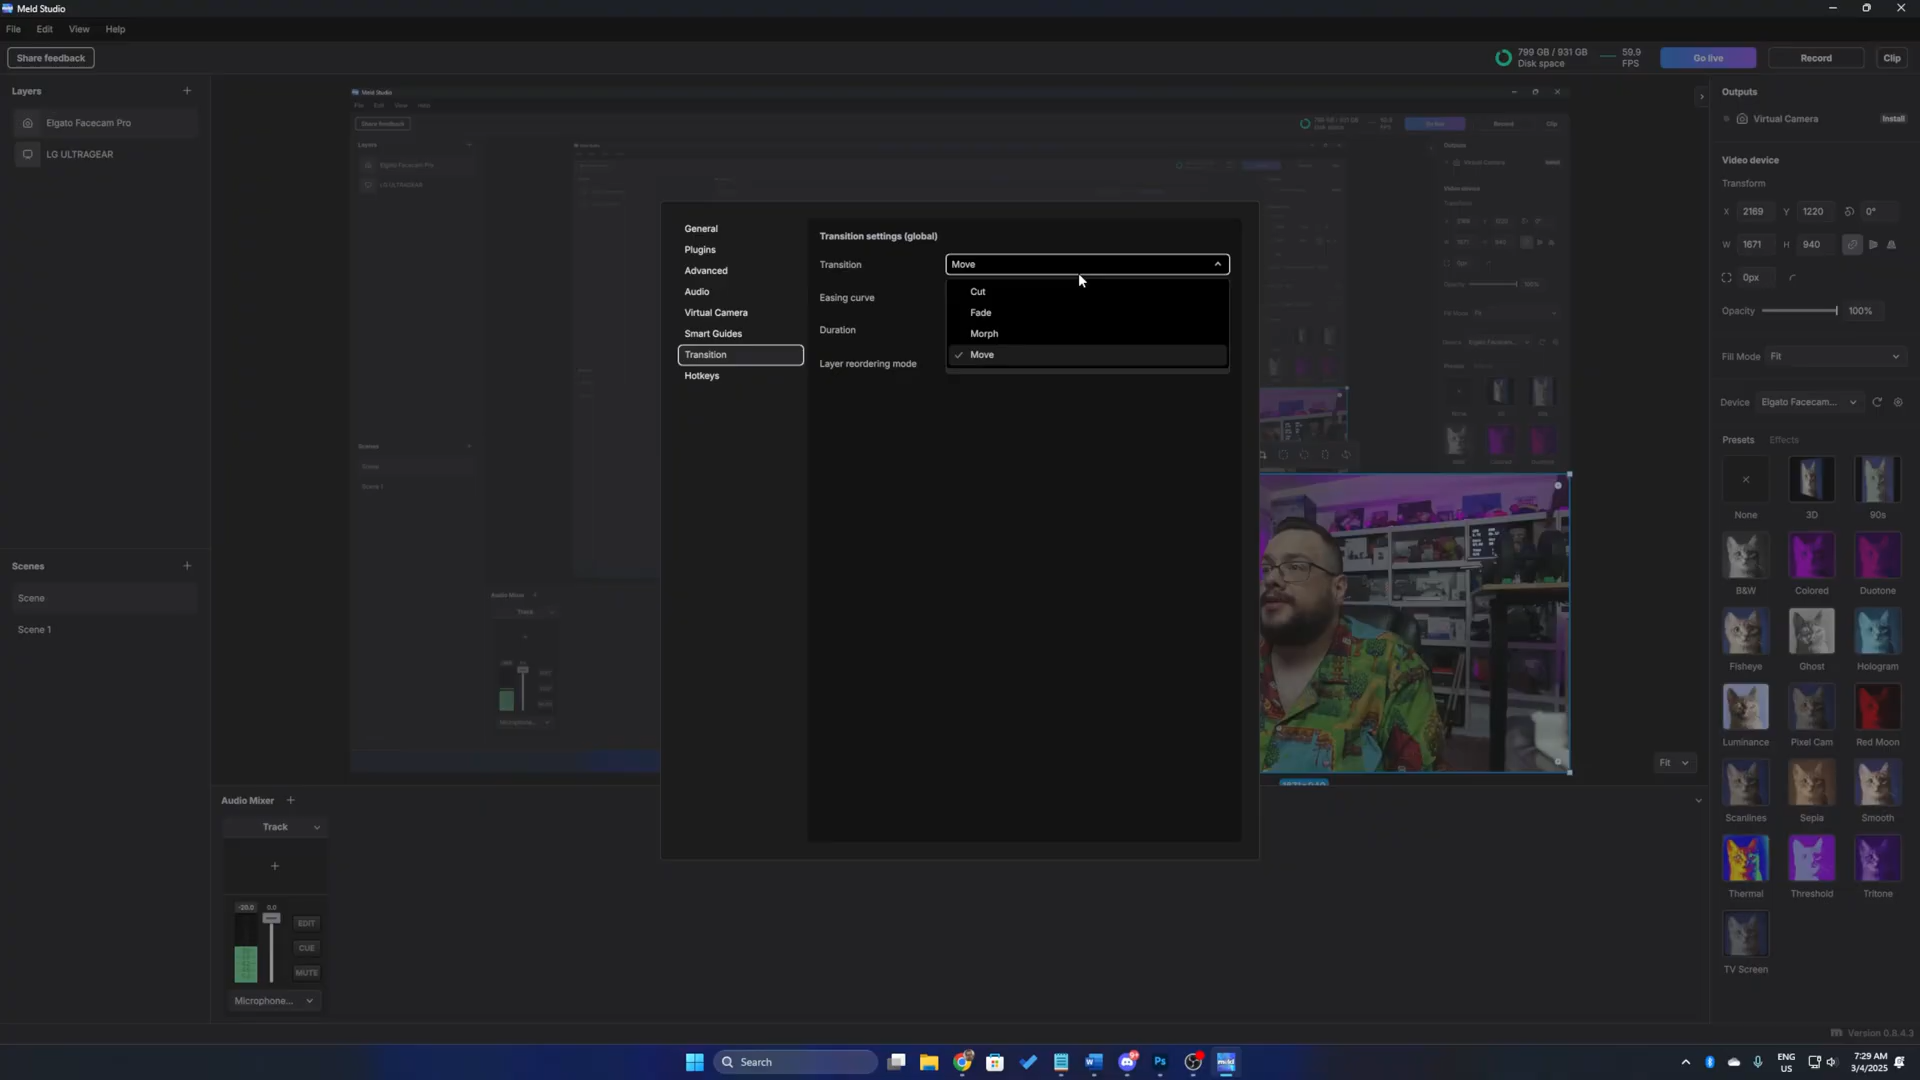 Meld Studio
File Edit View Help
Share feedback
799 GB / 931 GB
Disk space
59.9
FPS
Go live
Record
Clip
Layers
Elgato Facecam Pro
LG ULTRAGEAR
Scenes
Scene
Scene 1
General
Plugins
Advanced
Audio
Virtual Camera
Smart Guides
Transition
Hotkeys
Transition settings (global)
Transition
Move
Cut
Fade
Morph
Move
Easing curve
Duration
Layer reordering mode
Outputs
Virtual Camera
Install
Video device
Transform
X 2169 Y 1220 0°
W 1671 H 940
0px
Opacity 100%
Fill Mode Fit
Device Elgato Facecam...
Presets Effects
None 3D 90s
B&W Colored Duotone
Fisheye Ghost Hologram
Luminance Pixel Cam Red Moon
Scanlines Sepia Smooth
Thermal Threshold Tritone
TV Screen
Fit
Audio Mixer
Track
-20.0 0.0
EDIT
CUE
MUTE
Microphone...
Version 0.8.4.3
Search
ENG
US
7:29 AM
3/4/2025